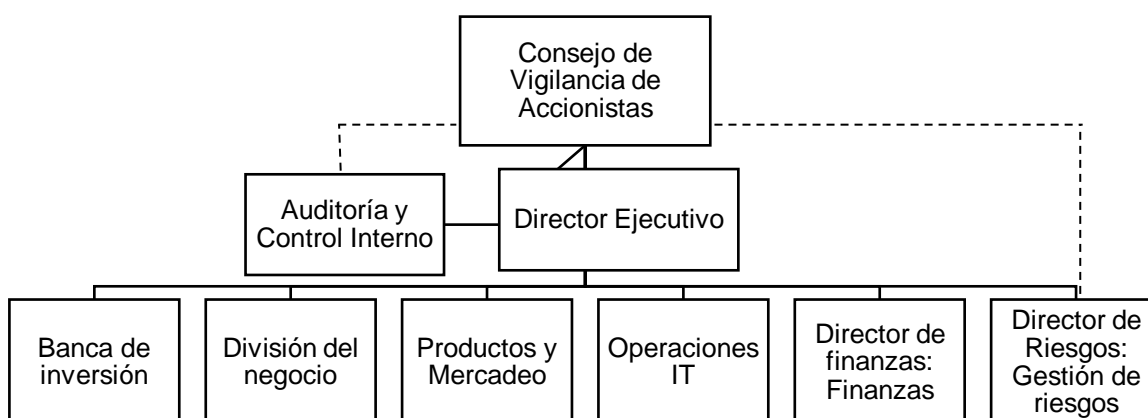 Consejo de
Vigilancia de
Accionistas
Auditoría y
Control Interno
Director Ejecutivo
Banca de
inversión
División del
negocio
Productos y
Mercadeo
Operaciones
IT
Director de
finanzas:
Finanzas
Director de
Riesgos:
Gestión de
riesgos